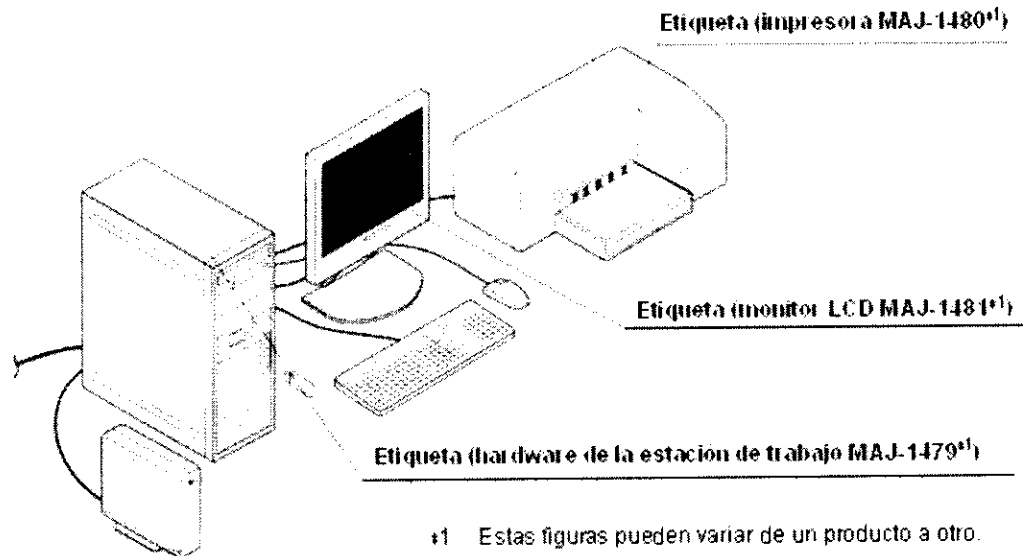 Etiqueta (impresora MAJ-1480*1)
Etiqueta (monitor LCD MAJ-1481*1)
Etiqueta (hardware de la estación de trabajo MAJ-1479*1)
*1 Estas figuras pueden variar de un producto a otro.